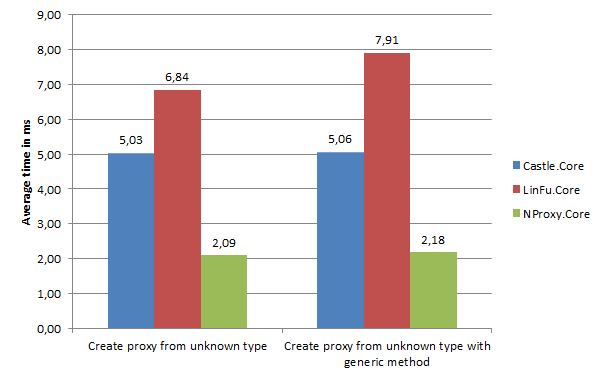 9,00
8,00
7,00
6,00
5,00
4,00
3,00
2,00
1,00
0,00
Average time in ms
5,03
6,84
2,09
5,06
7,91
2,18
Create proxy from unknown type
Create proxy from unknown type with
generic method
Castle.Core
LinFu.Core
NProxy.Core